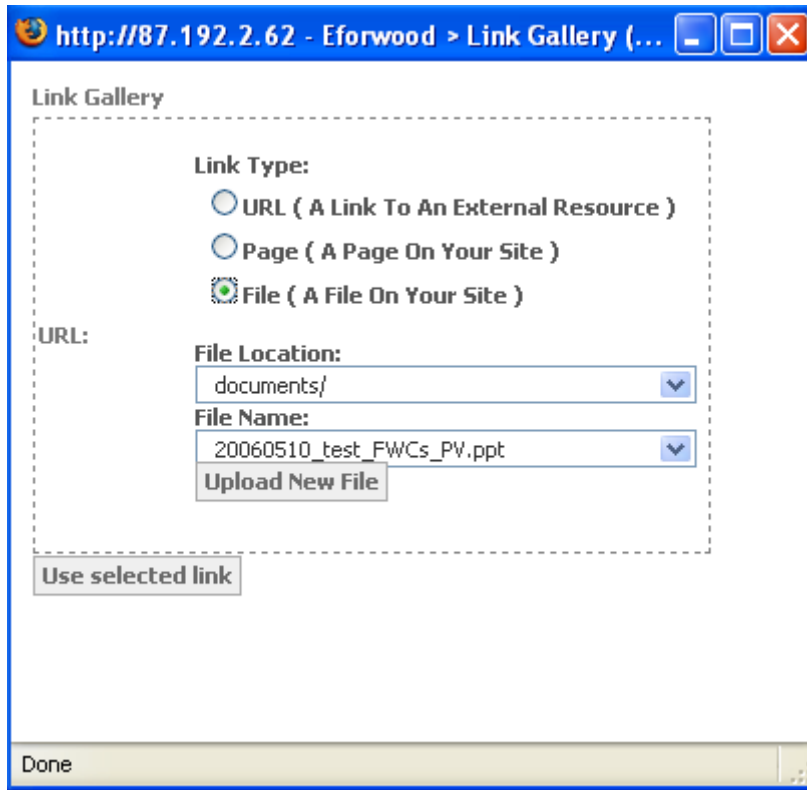 http://87.192.2.62 - Eforwood > Link Gallery (...
Link Gallery
Link Type:
URL ( A Link To An External Resource )
Page ( A Page On Your Site )
File ( A File On Your Site )
URL:
File Location:
documents/
File Name:
20060510_test_FWCs_PV.ppt
Upload New File
Use selected link
Done